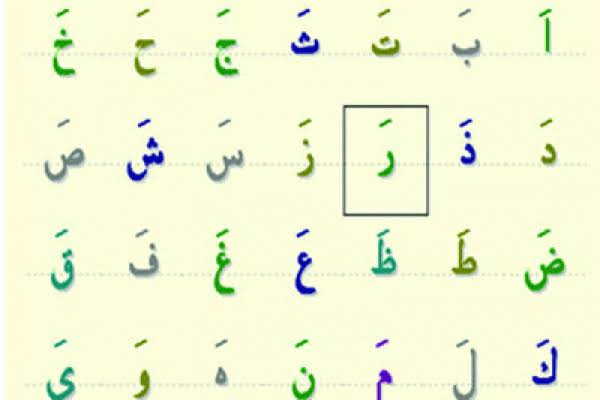 اَ بَ تَ ثَ جَ حَ خَ
دَ ذَ رَ زَ سَ شَ صَ
ضَ طَ ظَ عَ غَ فَ قَ
كَ لَ مَ نَ هَ وَ ىَ